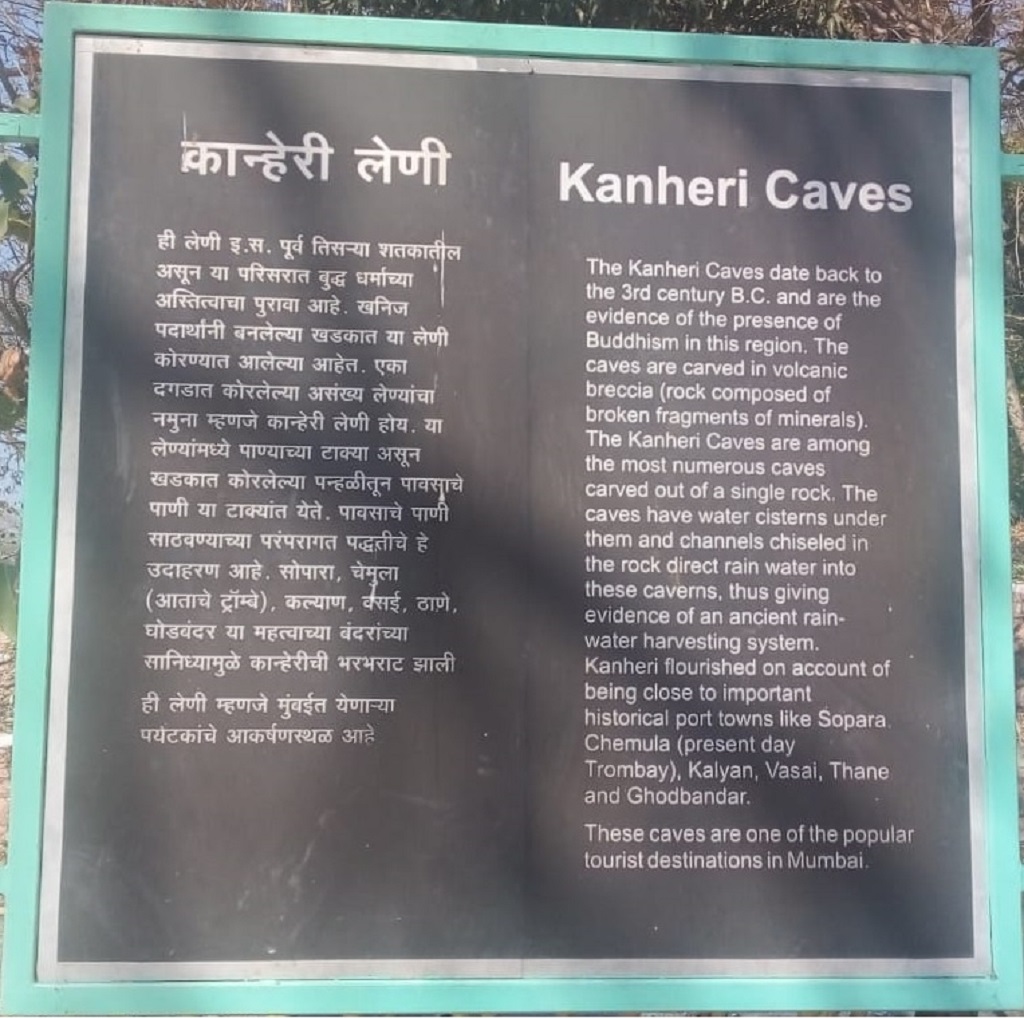 कान्हेरी लेणी
ही लेणी इ.स. पूर्व तिसऱ्या शतकातील
असून या परिसरात बुद्ध धर्माच्या
अस्तित्वाचा पुरावा आहे. खनिज
पदार्थांनी बनलेल्या खडकात या लेणी
कोरण्यात आलेल्या आहेत. एका
दगडात कोरलेल्या असंख्य लेण्यांचा
नमुना म्हणजे कान्हेरी लेणी होय. या
लेण्यांमध्ये पाण्याच्या टाक्या असून
खडकात कोरलेल्या पन्हळीतून पावसाचे
पाणी या टाक्यांत येते. पावसाचे पाणी
साठवण्याच्या परंपरागत पद्धतीचे हे
उदाहरण आहे. सोपारा, चेमुला
(आताचे ट्रॉम्बे), कल्याण, वसई, ठाणे,
घोडबंदर या महत्वाच्या बंदरांच्या
सानिध्यामुळे कान्हेरीची भरभराट झाली
ही लेणी म्हणजे मुंबईत येणाऱ्या
पर्यटकांचे आकर्षणस्थळ आहे
Kanheri Caves
The Kanheri Caves date back to
the 3rd century B.C. and are the
evidence of the presence of
Buddhism in this region. The
caves are carved in volcanic
breccia (rock composed of
broken fragments of minerals).
The Kanheri Caves are among
the most numerous caves
carved out of a single rock. The
caves have water cisterns under
them and channels chiseled in
the rock direct rain water into
these caverns, thus giving
evidence of an ancient rain-
water harvesting system.
Kanheri flourished on account of
being close to important
historical port towns like Sopara.
Chemula (present day
Trombay), Kalyan, Vasai, Thane
and Ghodbandar.
These caves are one of the popular
tourist destinations in Mumbai.